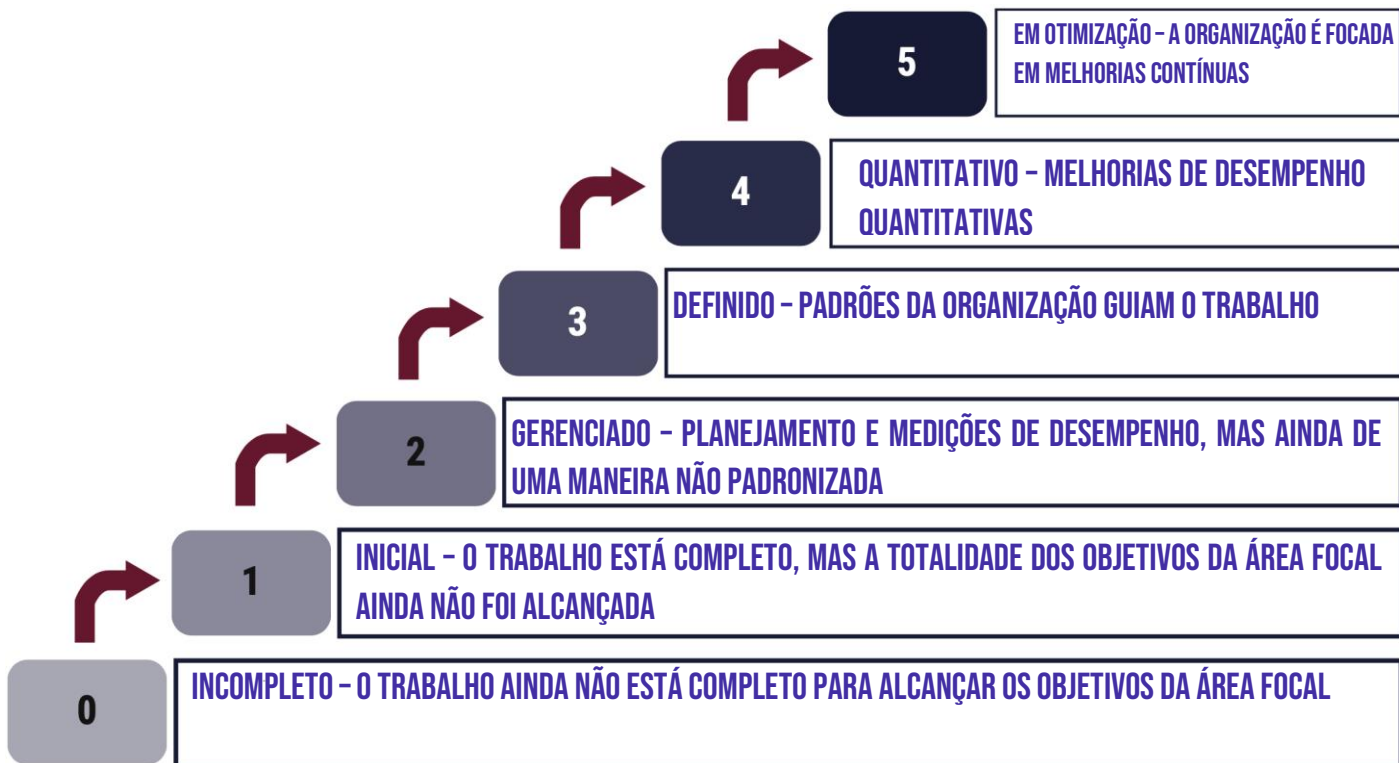 5
EM OTIMIZAÇÃO – A ORGANIZAÇÃO É FOCADA
EM MELHORIAS CONTÍNUAS
4
QUANTITATIVO – MELHORIAS DE DESEMPENHO
QUANTITATIVAS
3
DEFINIDO – PADRÕES DA ORGANIZAÇÃO GUIAM O TRABALHO
2
GERENCIADO – PLANEJAMENTO E MEDIÇÕES DE DESEMPENHO, MAS AINDA DE
UMA MANEIRA NÃO PADRONIZADA
1
INICIAL – O TRABALHO ESTÁ COMPLETO, MAS A TOTALIDADE DOS OBJETIVOS DA ÁREA FOCAL
AINDA NÃO FOI ALCANÇADA
0
INCOMPLETO – O TRABALHO AINDA NÃO ESTÁ COMPLETO PARA ALCANÇAR OS OBJETIVOS DA ÁREA FOCAL